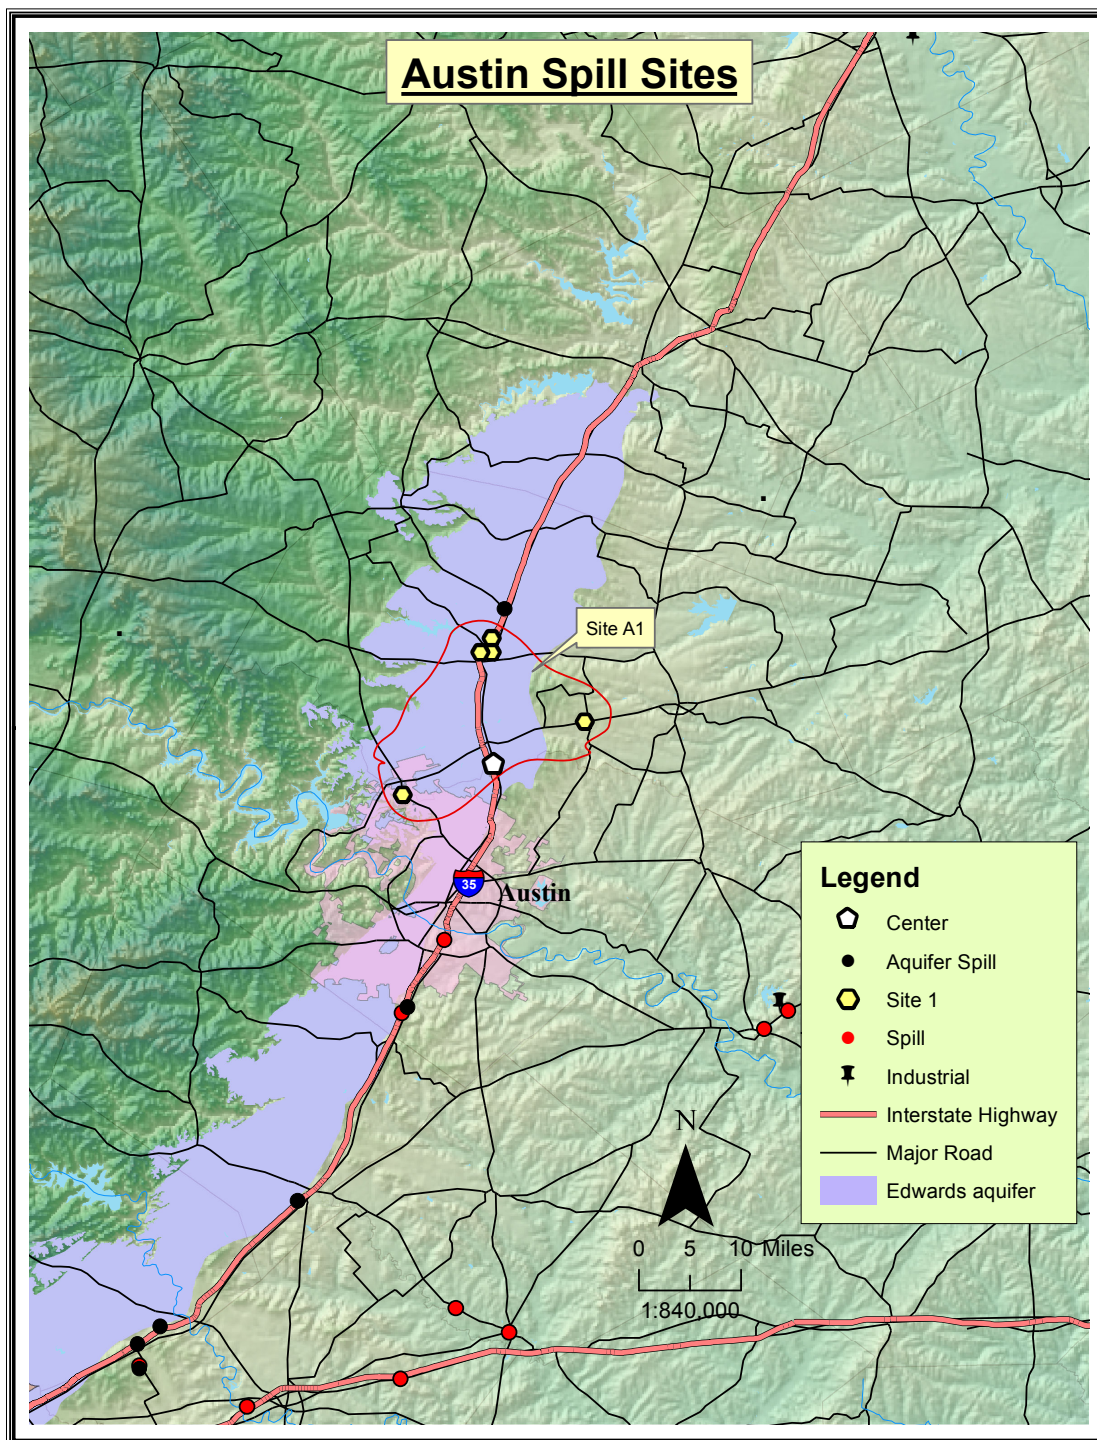 Austin Spill Sites
Site A1
35
Austin
Legend
Center
Aquifer Spill
Site 1
Spill
Industrial
Interstate Highway
Major Road
Edwards aquifer
N
0 5 10 Miles
1:840,000